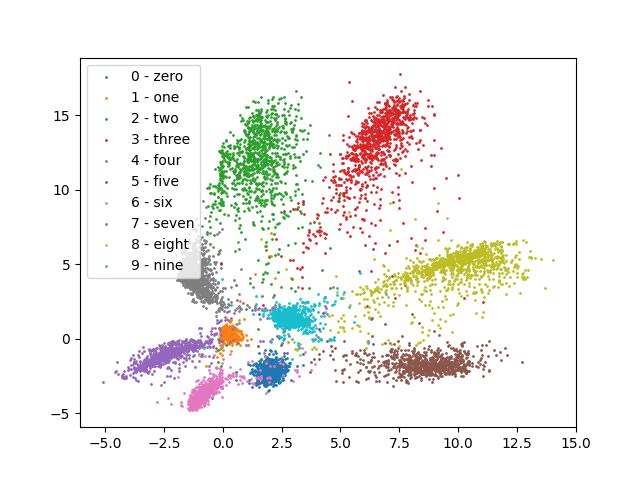 0 - zero
1 - one
2 - two
3 - three
4 - four
5 - five
6 - six
7 - seven
8 - eight
9 - nine
15
10
5
0
−5
−5.0 −2.5 0.0 2.5 5.0 7.5 10.0 12.5 15.0